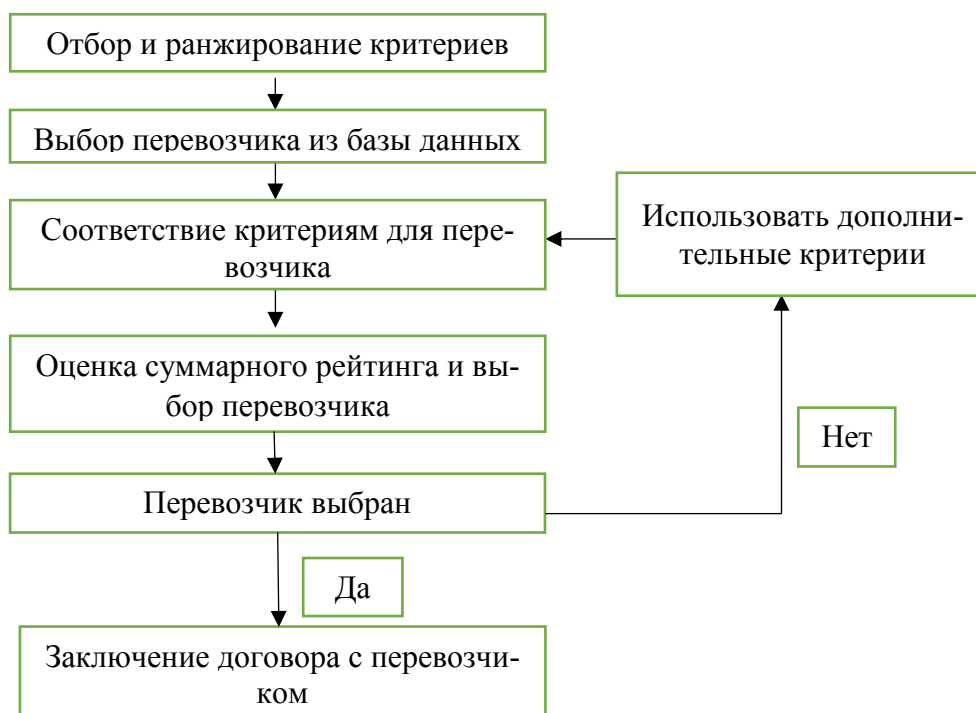 Отбор и ранжирование критериев
Выбор перевозчика из базы данных
Соответствие критериям для пере-
возчика
Использовать дополни-
тельные критерии
Оценка суммарного рейтинга и вы-
бор перевозчика
Нет
Перевозчик выбран
Да
Заключение договора с перевозчи-
ком